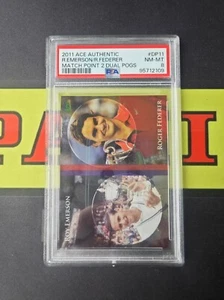 2011 ACE AUTHENTIC #DP11
R.EMERSON/R.FEDERER NM-MT
MATCH POINT 2 DUAL POGS 8
PSA 95712109
ROGER FEDERER
ROY EMERSON